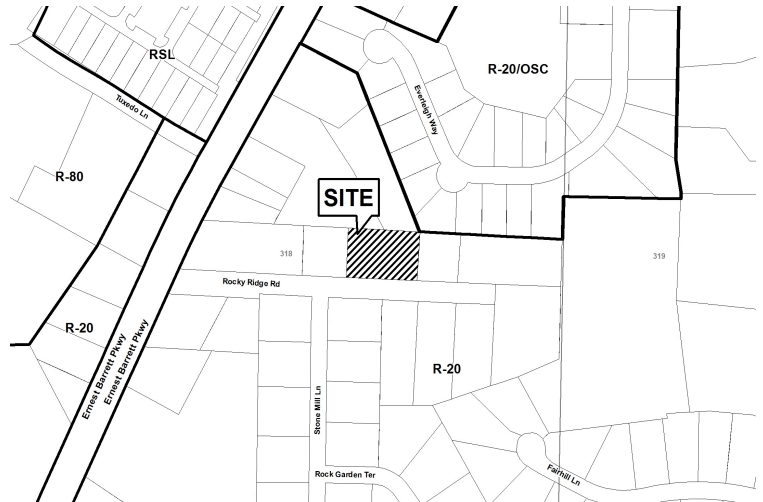 RSL
R-20/OSC
Everleigh Way
Tuxedo Ln
R-80
SITE
318
319
Rocky Ridge Rd
R-20
Ernest Barrett Pkwy
Ernest Barrett Pkwy
R-20
Stone Mill Ln
Rock Garden Ter
Fairhill Ln